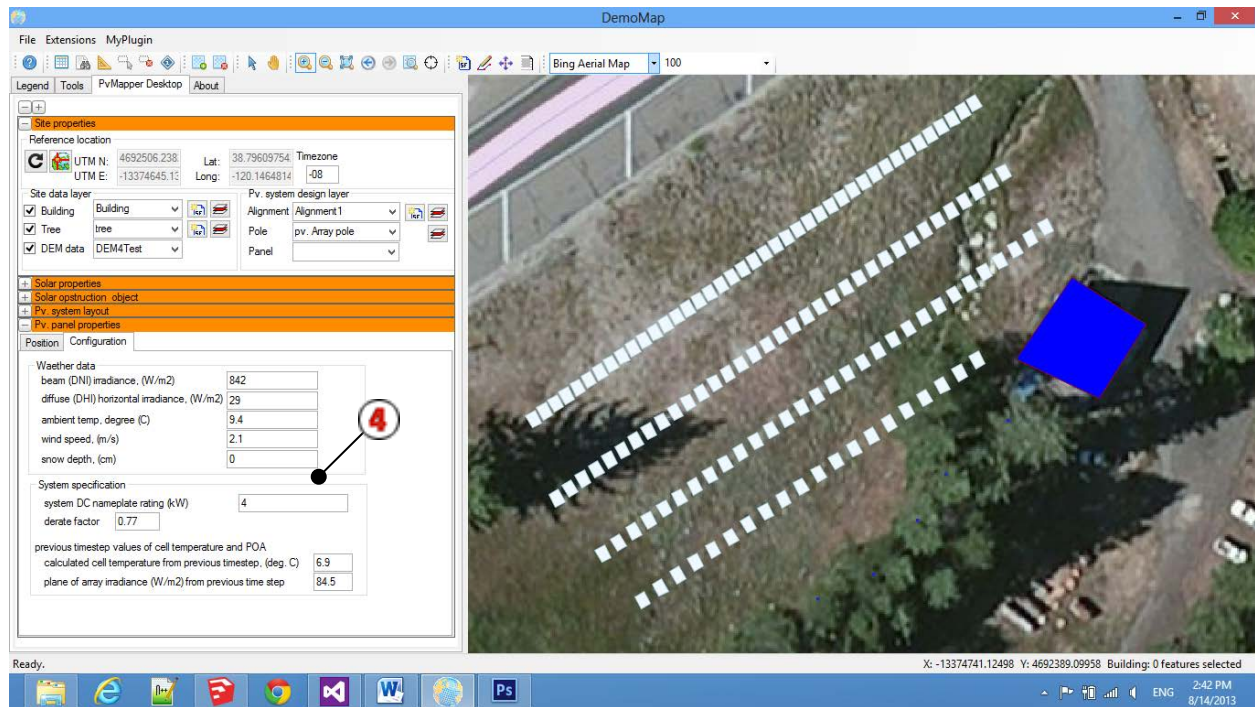 DemoMap
File Extensions MyPlugin
Bing Aerial Map 100
Legend Tools PvMapper Desktop About
Site properties
Reference location
UTM N: 4692506.238 Lat: 38.79609754 Timezone
UTM E: -13374645.13 Long: -120.1464814 -08
Site data layer Pv. system design layer
Building Building Alignment Alignment1
Tree tree Pole pv. Array pole
DEM data DEM4Test Panel
Solar properties
Solar opstruction object
Pv. system layout
Pv. panel properties
Position Configuration
Waether data
beam (DNI) irradiance, (W/m2) 842
diffuse (DHI) horizontal irradiance, (W/m2) 29
ambient temp, degree (C) 9.4
4
wind speed, (m/s) 2.1
snow depth, (cm) 0
System specification
system DC nameplate rating (kW) 4
derate factor 0.77
previous timestep values of cell temperature and POA
calculated cell temperature from previous timestep, (deg. C) 6.9
plane of array irradiance (W/m2) from previous time step 84.5
Ready. X: -13374741.12498 Y: 4692389.09958 Building: 0 features selected
Ps ENG 2:42 PM
8/14/2013